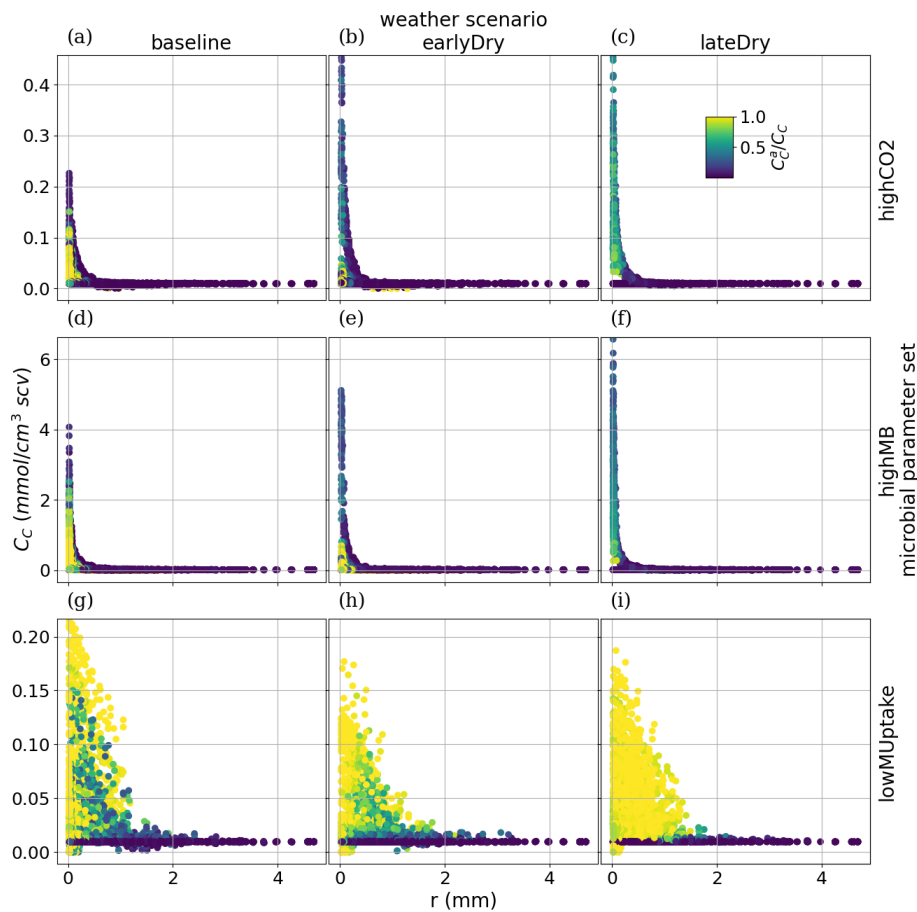 weather scenario
(a) baseline (b) earlyDry (c) lateDry
0.4
0.3
0.2
0.1
0.0
1.0
0.5
C_C^a/C_C
highCO2
(d) (e) (f)
6
4
2
0
C_C (mmol/cm^3 scv)
highMB
microbial parameter set
(g) (h) (i)
0.20
0.15
0.10
0.05
0.00
lowMUptake
0 2 4 0 2 4 0 2 4
r (mm)